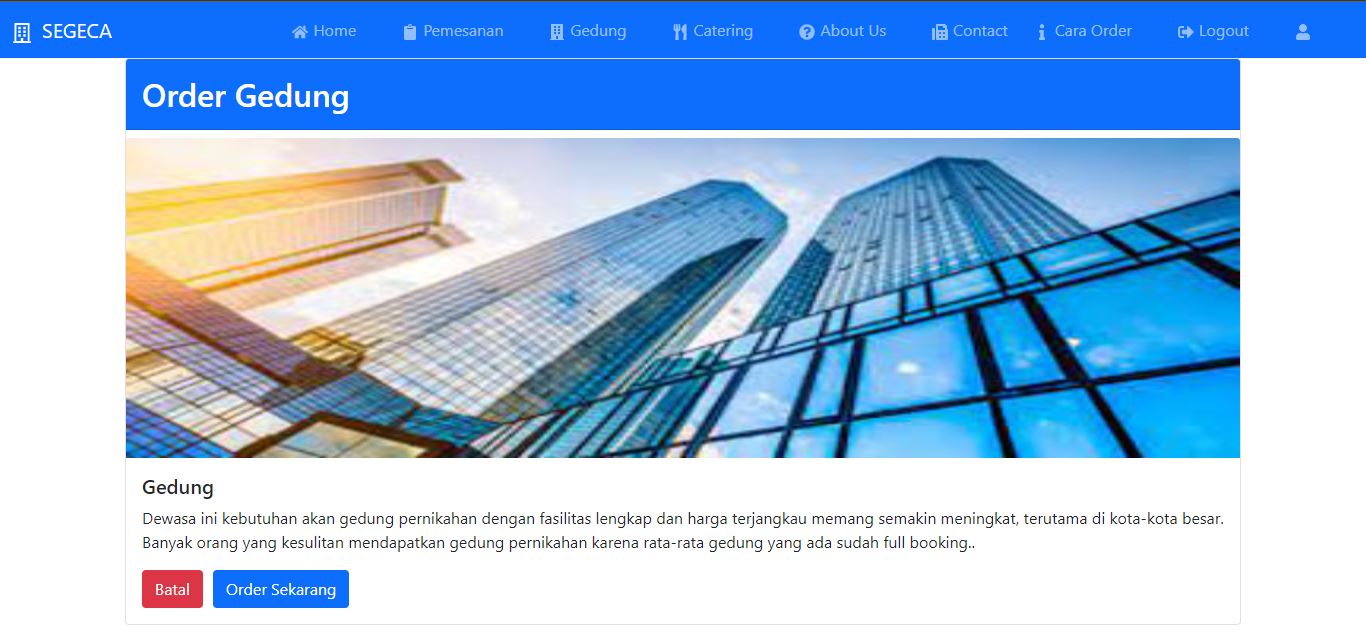 SEGECA Home Pemesanan Gedung Catering About Us Contact Cara Order Logout
Order Gedung
Gedung
Dewasa ini kebutuhan akan gedung pernikahan dengan fasilitas lengkap dan harga terjangkau memang semakin meningkat, terutama di kota-kota besar.
Banyak orang yang kesulitan mendapatkan gedung pernikahan karena rata-rata gedung yang ada sudah full booking..
Batal Order Sekarang